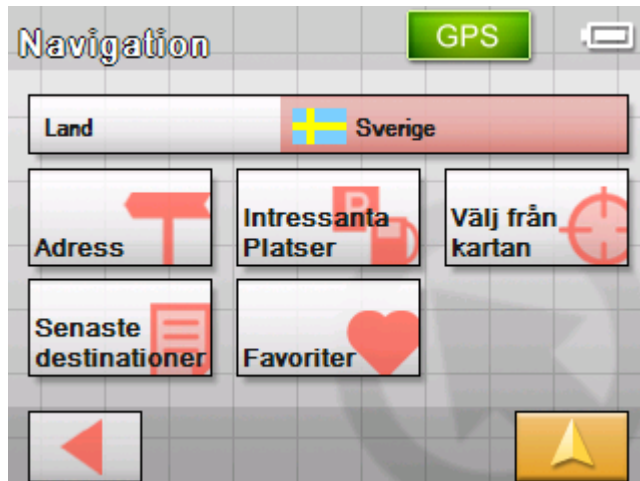 Navigation
GPS
Land
Sverige
Adress
Intressanta
Platser
P
Välj från
kartan
Senaste
destinationer
Favoriter